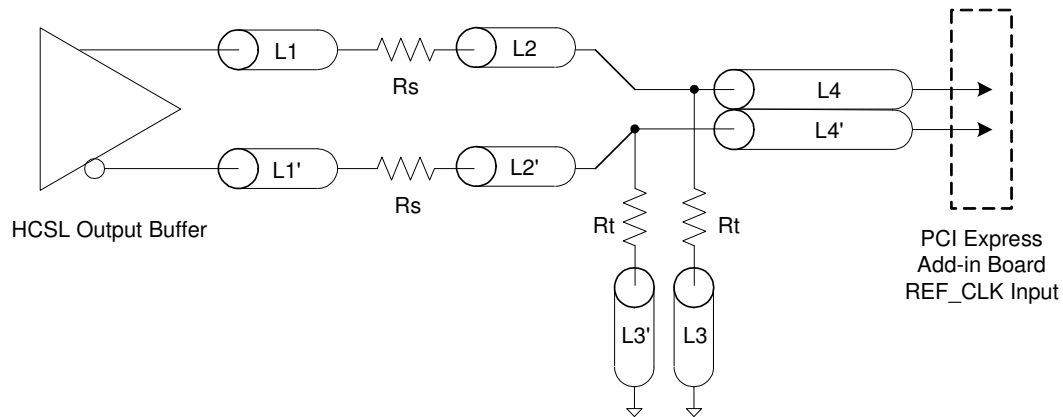 L1
Rs
L2
L4
L4'
L1'
Rs
L2'
HCSL Output Buffer
Rt
Rt
L3'
L3
PCI Express
Add-in Board
REF_CLK Input